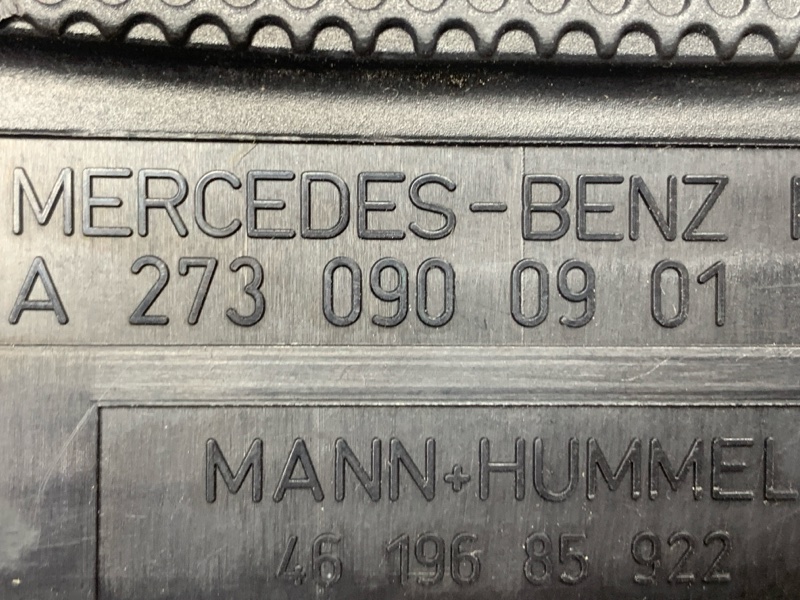 MERCEDES-BENZ
A 273 090 09 01
MANN+HUMMEL
46 196 85 922